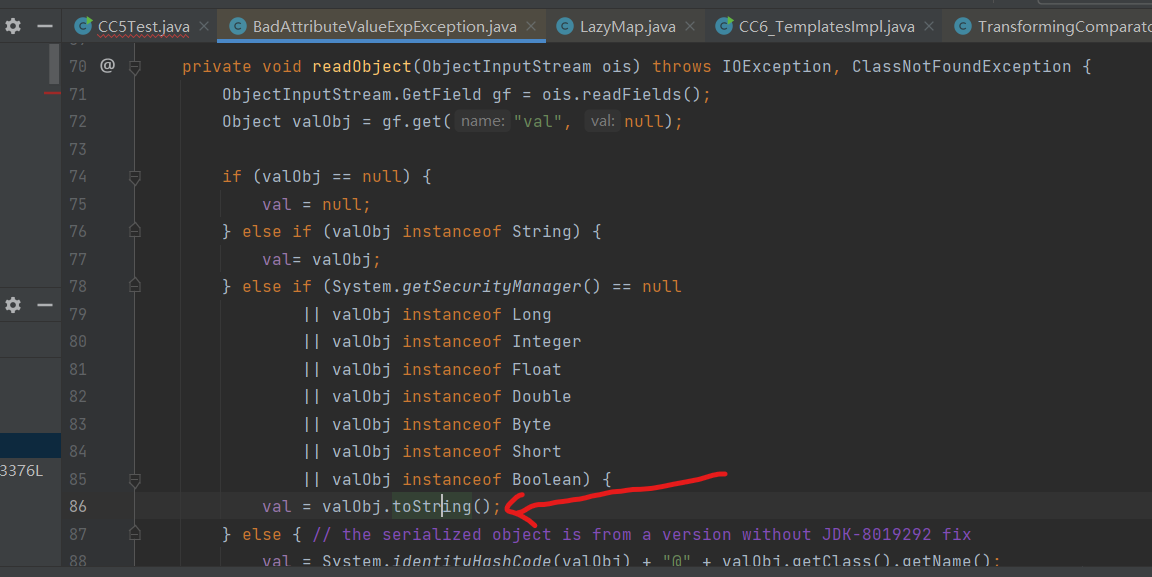 CC5Test.java × BadAttributeValueExpException.java × LazyMap.java × CC6_TemplatesImpl.java × TransformingComparato
70 @ private void readObject(ObjectInputStream ois) throws IOException, ClassNotFoundException {
71 ObjectInputStream.GetField gf = ois.readFields();
72 Object valObj = gf.get( name: "val", val: null);
73
74 if (valObj == null) {
75 val = null;
76 } else if (valObj instanceof String) {
77 val= valObj;
78 } else if (System.getSecurityManager() == null
79 || valObj instanceof Long
80 || valObj instanceof Integer
81 || valObj instanceof Float
82 || valObj instanceof Double
83 || valObj instanceof Byte
84 || valObj instanceof Short
3376L
85 || valObj instanceof Boolean) {
86 val = valObj.toString();
87 } else { // the serialized object is from a version without JDK-8019292 fix
88 val = System.identityHashCode(valObj) + "@" + valObj.getClass().getName();